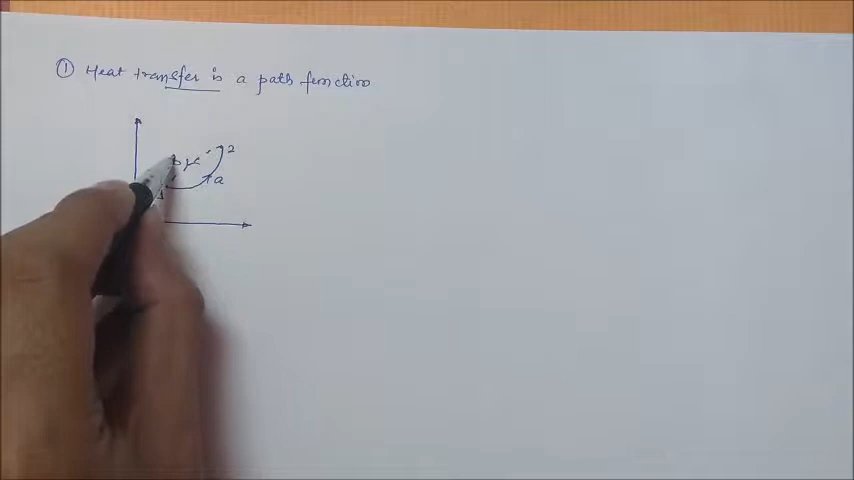 ① Heat transfer is a path function
2
b
a
1